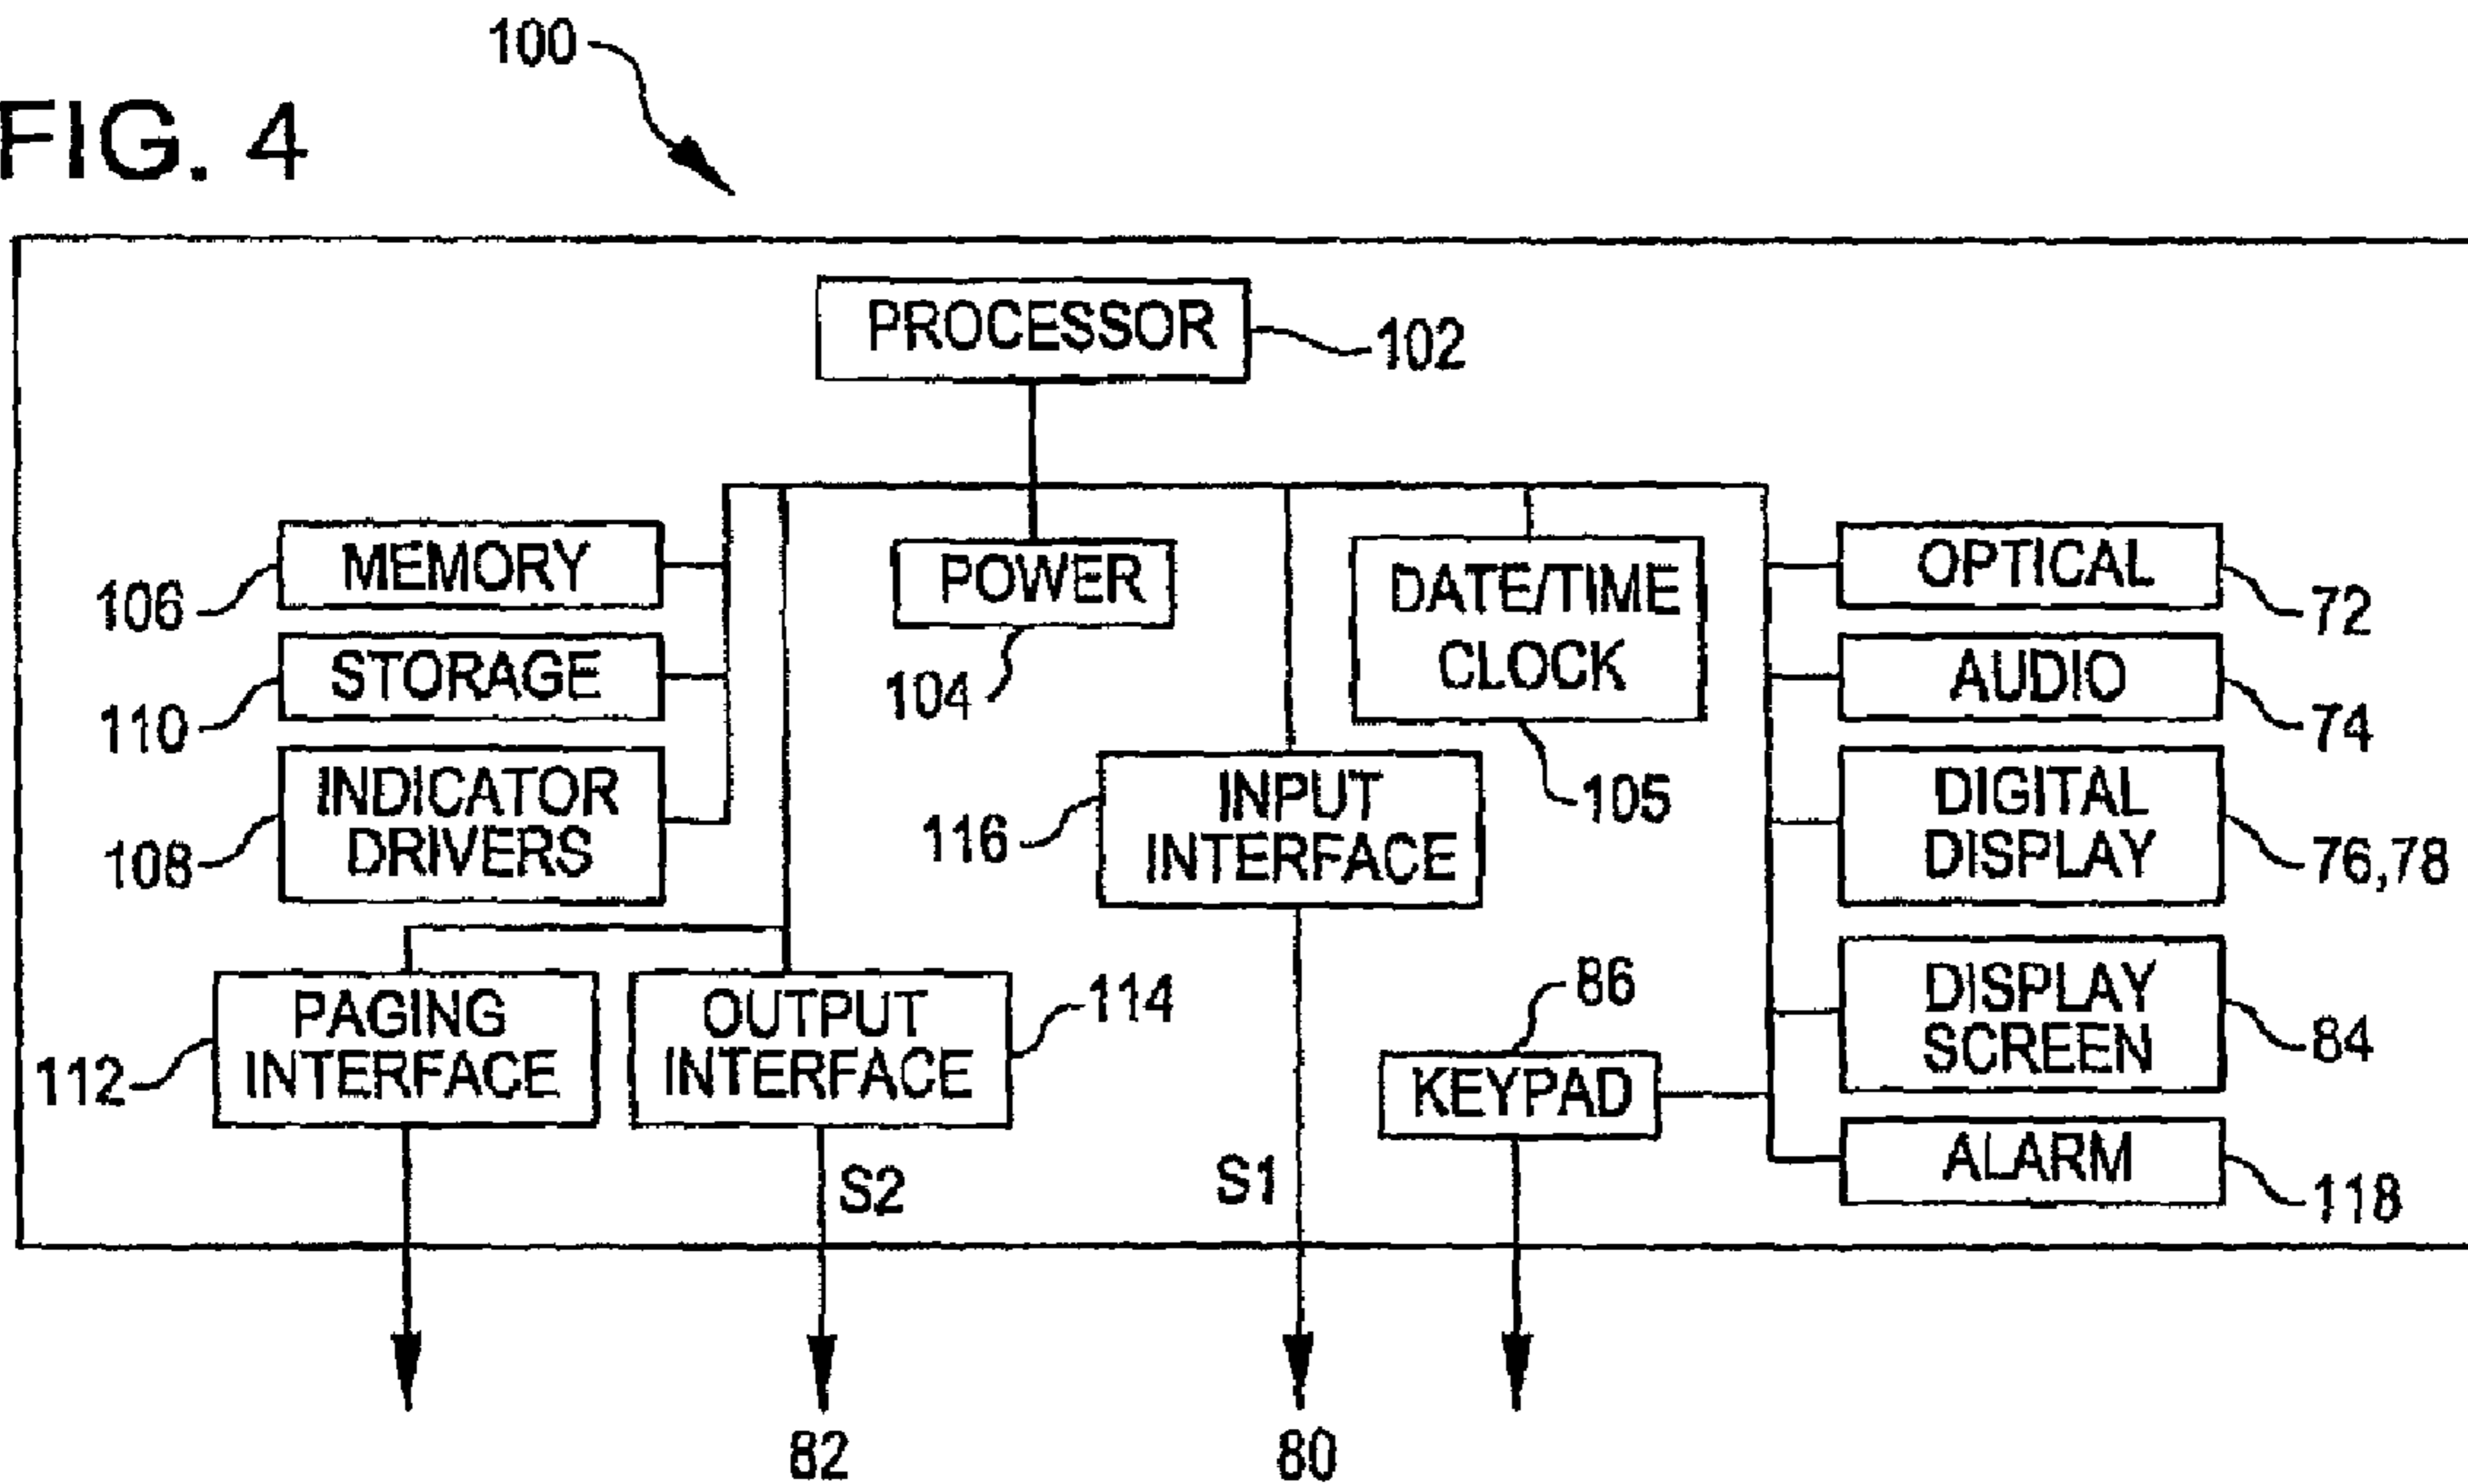 100
FIG. 4
PROCESSOR
102
MEMORY
106
POWER
104
DATE/TIME
CLOCK
105
OPTICAL
72
STORAGE
110
AUDIO
74
INDICATOR
DRIVERS
108
INPUT
INTERFACE
116
DIGITAL
DISPLAY
76,78
PAGING
INTERFACE
112
OUTPUT
INTERFACE
114
86
KEYPAD
DISPLAY
SCREEN
84
S2
S1
ALARM
118
82
80